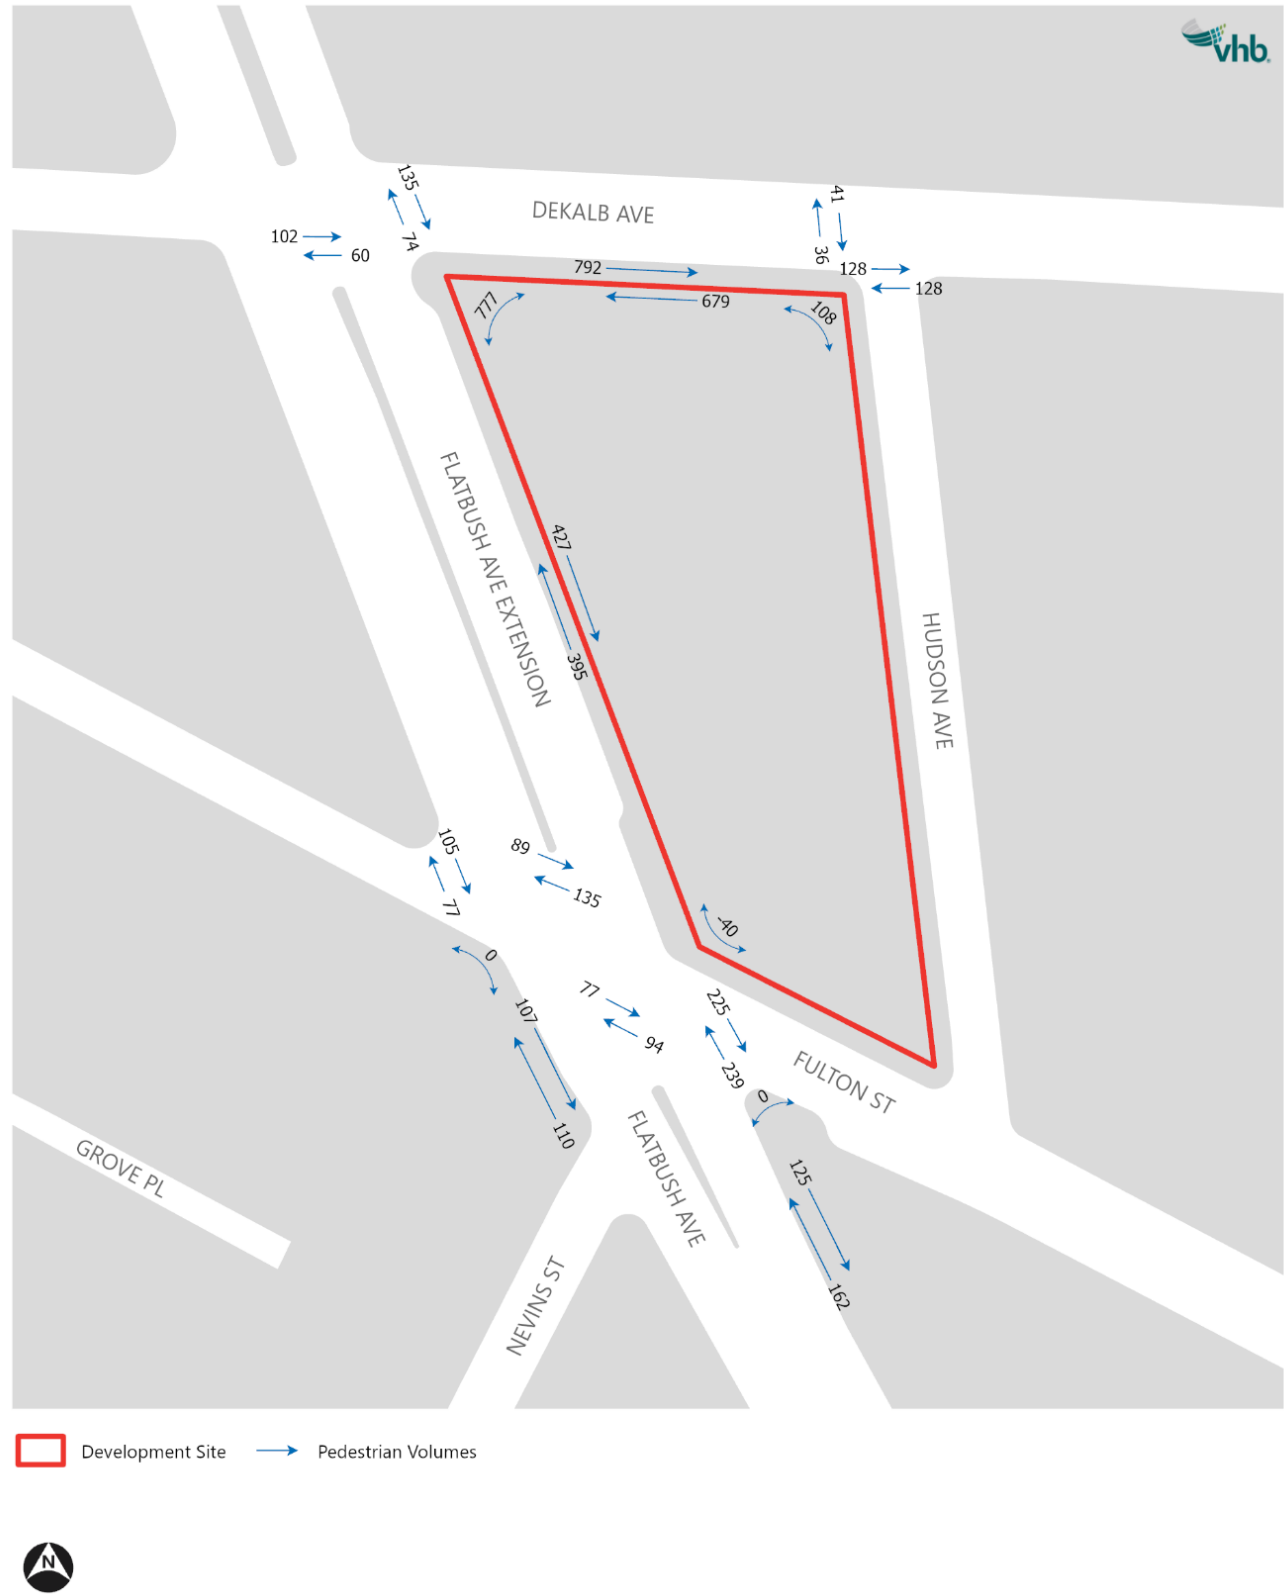 vhb
135
41
DEKALB AVE
102
74
36
60
792
128
128
777
679
108
427
FLATBUSH AVE EXTENSION
395
HUDSON AVE
105
89
135
77
-40
0
77
225
107
94
239
FULTON ST
0
110
FLATBUSH AVE
125
GROVE PL
162
NEVINS ST
Development Site
Pedestrian Volumes
N